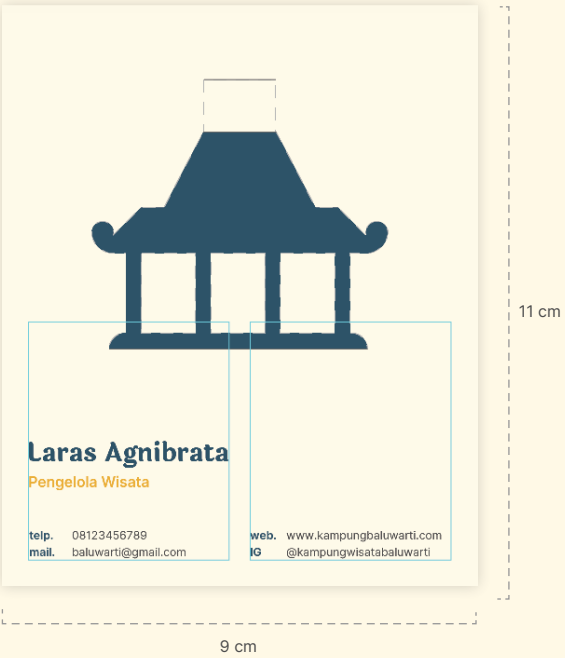 11 cm
Laras Agnibrata
Pengelola Wisata
telp. 08123456789
mail. baluwarti@gmail.com
web. www.kampungbaluwarti.com
IG @kampungwisatabaluwarti
9 cm